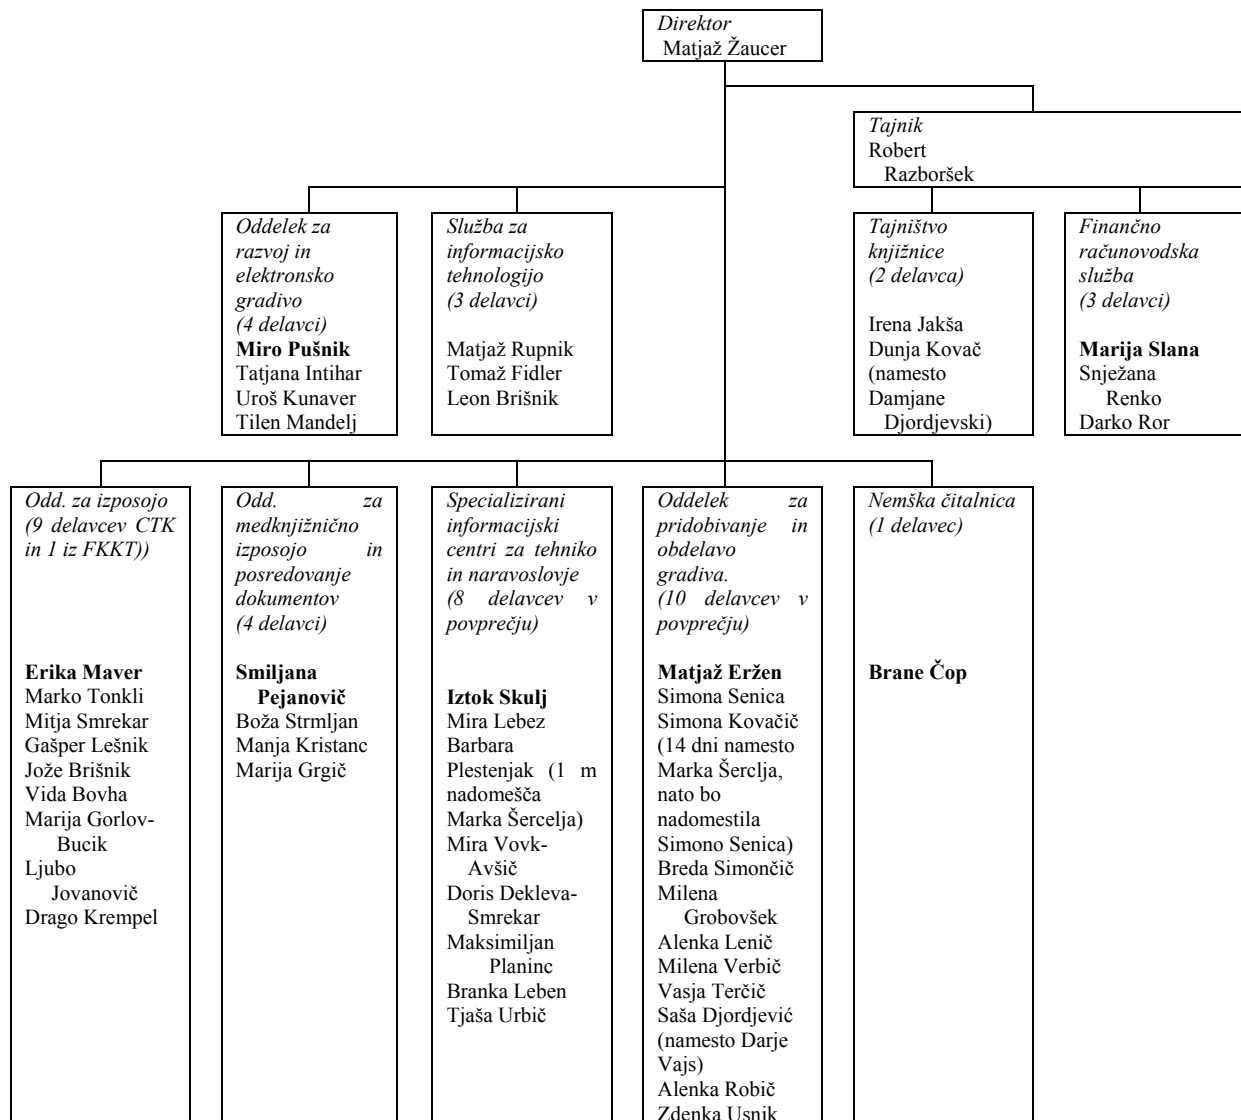 Direktor
Matjaž Žaucer
Tajnik
Robert
Razboršek
Oddelek za
razvoj in
elektronsko
gradivo
(4 delavci)
Miro Pušnik
Tatjana Intihar
Uroš Kunaver
Tilen Mandelj
Služba za
informacijsko
tehnologijo
(3 delavci)
Matjaž Rupnik
Tomaž Fidler
Leon Brišnik
Tajništvo
knjižnice
(2 delavca)
Irena Jakša
Dunja Kovač
(namesto
Damjane
Djordjevski)
Finančno
računovodska
služba
(3 delavci)
Marija Slana
Snježana
Renko
Darko Ror
Odd. za izposojo
(9 delavcev CTK
in 1 iz FKKT))
Erika Maver
Marko Tonkli
Mitja Smrekar
Gašper Lešnik
Jože Brišnik
Vida Bovha
Marija Gorlov-
Bucik
Ljubo
Jovanovič
Drago Krempel
Odd. za
medknjižnično
izposojo in
posredovanje
dokumentov
(4 delavci)
Smiljana
Pejanovič
Boža Strmljan
Manja Kristanc
Marija Grgič
Specializirani
informacijski
centri za tehniko
in naravoslovje
(8 delavcev v
povprečju)
Iztok Skulj
Mira Lebez
Barbara
Plestenjak (1 m
nadomešča
Marka Šercelja)
Mira Vovk-
Avšič
Doris Dekleva-
Smrekar
Maksimiljan
Planinc
Branka Leben
Tjaša Urbič
Oddelek za
pridobivanje in
obdelavo
gradiva.
(10 delavcev v
povprečju)
Matjaž Eržen
Simona Senica
Simona Kovačič
(14 dni namesto
Marka Šerclja,
nato bo
nadomestila
Simono Senica)
Breda Simončič
Milena
Grobovšek
Alenka Lenič
Milena Verbič
Vasja Terčič
Saša Djordjević
(namesto Darje
Vajs)
Alenka Robič
Zdenka Usnik
Nemška čitalnica
(1 delavec)
Brane Čop